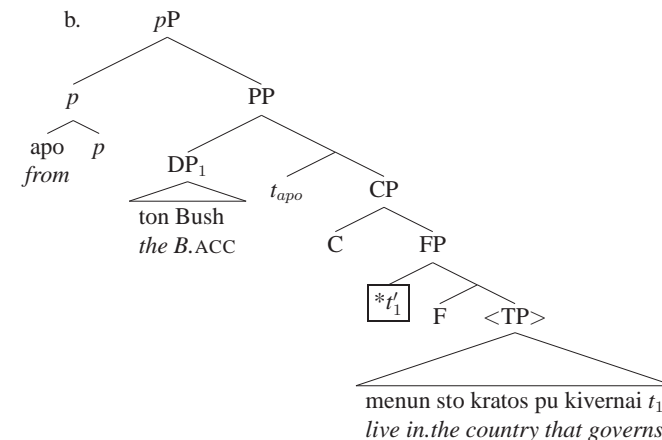 b. pP
p PP
apo p
from
DP₁ t_apo CP
ton Bush
the B.ACC
C FP
*t′₁ F <TP>
menun sto kratos pu kivernai t₁
live in.the country that governs